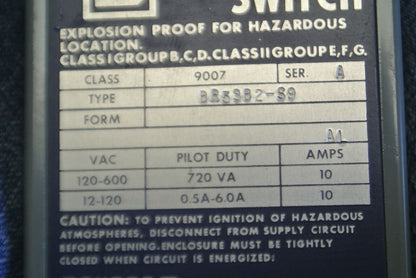 SWITCH
EXPLOSION PROOF FOR HAZARDOUS
LOCATION.
CLASS I GROUP B,C,D. CLASS II GROUP E,F,G.
CLASS 9007 SER. A
TYPE
FORM
A1
VAC PILOT DUTY AMPS
120-600 720 VA 10
12-120 0.5A-6.0A 10
CAUTION: TO PREVENT IGNITION OF HAZARDOUS
ATMOSPHERES, DISCONNECT FROM SUPPLY CIRCUIT
BEFORE OPENING. ENCLOSURE MUST BE TIGHTLY
CLOSED WHEN CIRCUIT IS ENERGIZED.